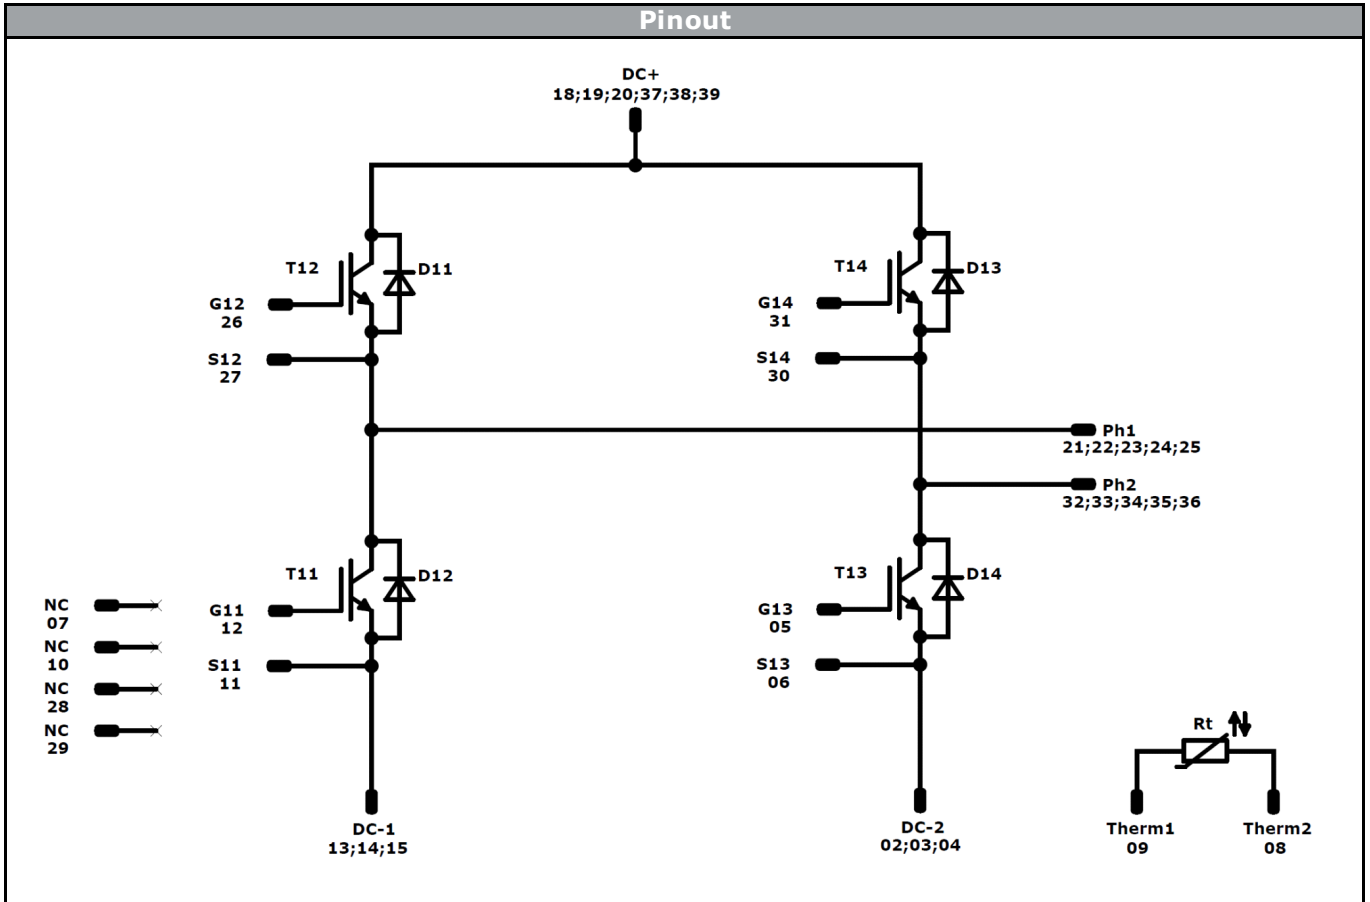 Pinout
DC+
18;19;20;37;38;39
T12
D11
G12
26
S12
27
T14
D13
G14
31
S14
30
Ph1
21;22;23;24;25
Ph2
32;33;34;35;36
T11
D12
G11
12
S11
11
T13
D14
G13
05
S13
06
NC
07
NC
10
NC
28
NC
29
Rt
DC-1
13;14;15
DC-2
02;03;04
Therm1
09
Therm2
08